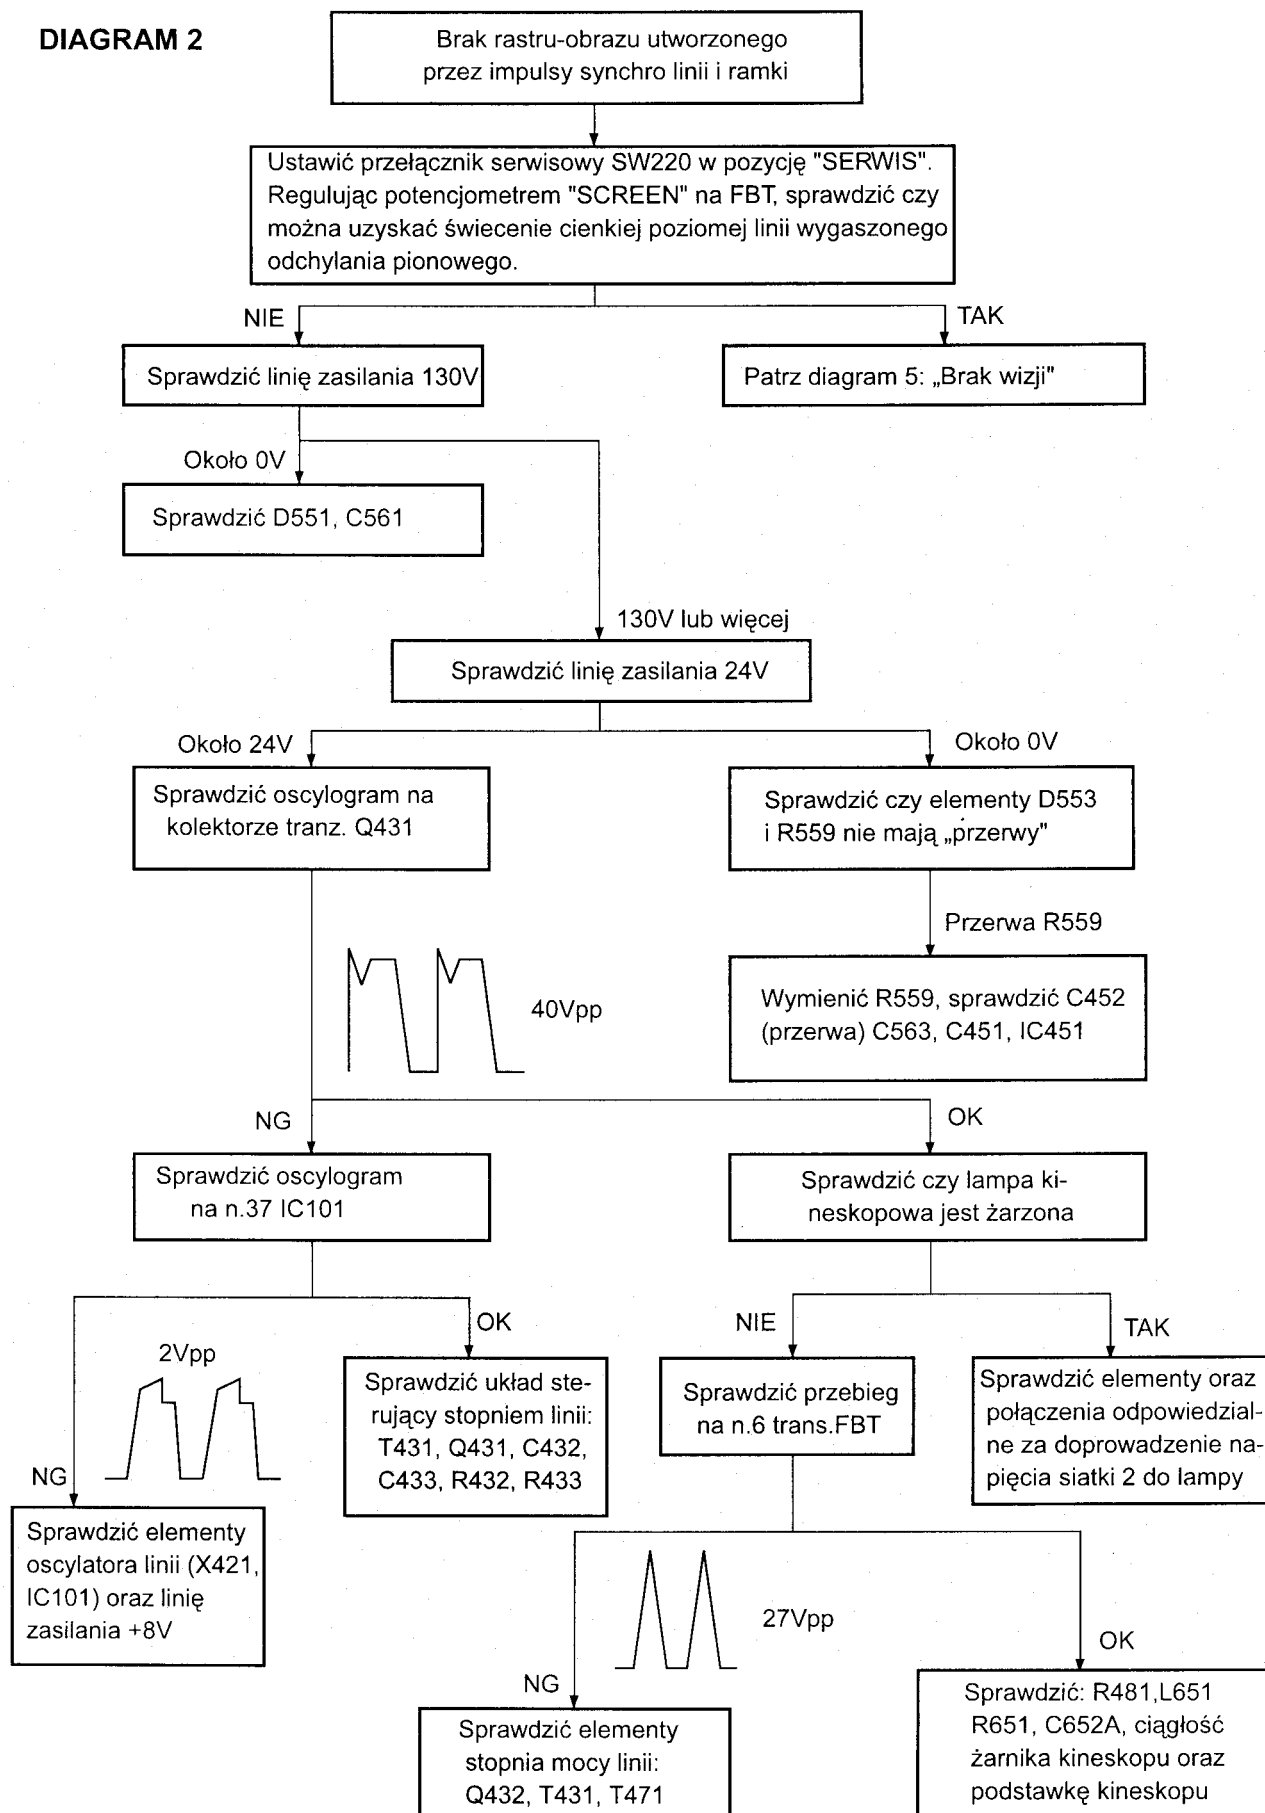 DIAGRAM 2
Brak rastru-obrazu utworzonego
przez impulsy synchro linii i ramki
Ustawić przełącznik serwisowy SW220 w pozycję "SERWIS".
Regulując potencjometrem "SCREEN" na FBT, sprawdzić czy
można uzyskać świecenie cienkiej poziomej linii wygaszonego
odchylania pionowego.
NIE
TAK
Sprawdzić linię zasilania 130V
Patrz diagram 5: „Brak wizji"
Około 0V
Sprawdzić D551, C561
130V lub więcej
Sprawdzić linię zasilania 24V
Około 24V
Około 0V
Sprawdzić oscylogram na
kolektorze tranz. Q431
Sprawdzić czy elementy D553
i R559 nie mają „przerwy"
Przerwa R559
40Vpp
Wymienić R559, sprawdzić C452
(przerwa) C563, C451, IC451
NG
OK
Sprawdzić oscylogram
na n.37 IC101
Sprawdzić czy lampa ki-
neskopowa jest żarzona
OK
NIE
TAK
2Vpp
NG
Sprawdzić układ ste-
rujący stopniem linii:
T431, Q431, C432,
C433, R432, R433
Sprawdzić przebieg
na n.6 trans.FBT
Sprawdzić elementy oraz
połączenia odpowiedzial-
ne za doprowadzenie na-
pięcia siatki 2 do lampy
Sprawdzić elementy
oscylatora linii (X421,
IC101) oraz linię
zasilania +8V
27Vpp
NG
OK
Sprawdzić elementy
stopnia mocy linii:
Q432, T431, T471
Sprawdzić: R481,L651
R651, C652A, ciągłość
żarnika kineskopu oraz
podstawkę kineskopu